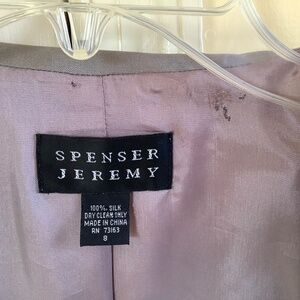 SPENSER
JEREMY
100% SILK
DRY CLEAN ONLY
MADE IN CHINA
RN 73163
8